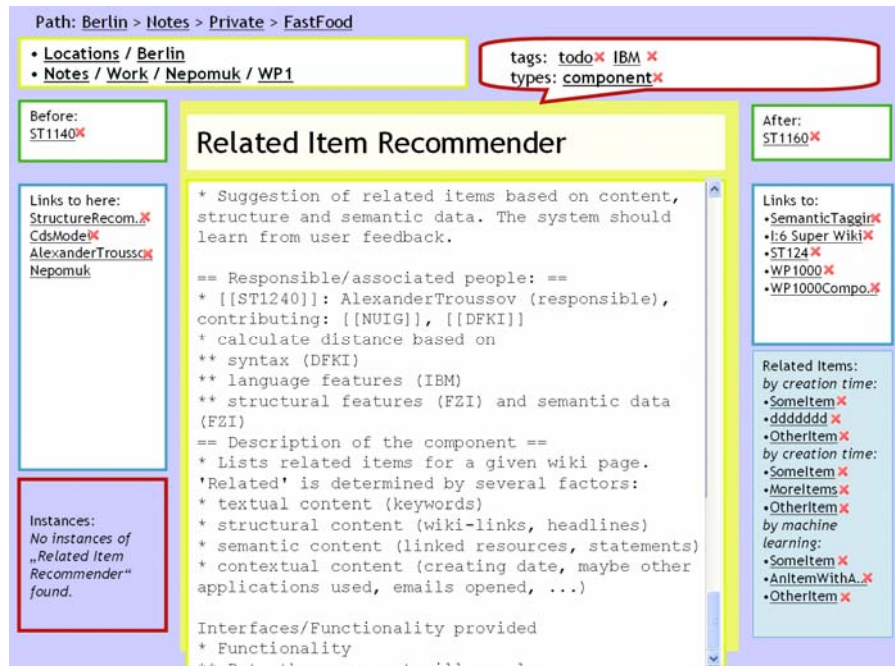 Path: Berlin > Notes > Private > FastFood
• Locations / Berlin
• Notes / Work / Nepomuk / WP1
tags: todo✕ IBM ✕
types: component✕
Before:
ST1140✕
Related Item Recommender
After:
ST1160✕
Links to here:
StructureRecom..✕
CdsModel✕
AlexanderTroussov✕
Nepomuk
Instances:
No instances of
„Related Item
Recommender“
found.
* Suggestion of related items based on content,
structure and semantic data. The system should
learn from user feedback.
== Responsible/associated people: ==
* [[ST1240]]: AlexanderTroussov (responsible),
contributing: [[NUIG]], [[DFKI]]
* calculate distance based on
** syntax (DFKI)
** language features (IBM)
** structural features (FZI) and semantic data
(FZI)
== Description of the component ==
* Lists related items for a given wiki page.
'Related' is determined by several factors:
* textual content (keywords)
* structural content (wiki-links, headlines)
* semantic content (linked resources, statements)
* contextual content (creating date, maybe other
applications used, emails opened, ...)
Interfaces/Functionality provided
* Functionality
Links to:
•SemanticTaggin✕
•I:6 Super Wiki✕
•ST124✕
•WP1000✕
•WP1000Compo..✕
Related Items:
by creation time:
•SomeItem✕
•ddddddd✕
•OtherItem✕
by creation time:
•SomeItem✕
•MoreItems✕
•OtherItem✕
by machine
learning:
•SomeItem✕
•AnItemWithA..✕
•OtherItem✕